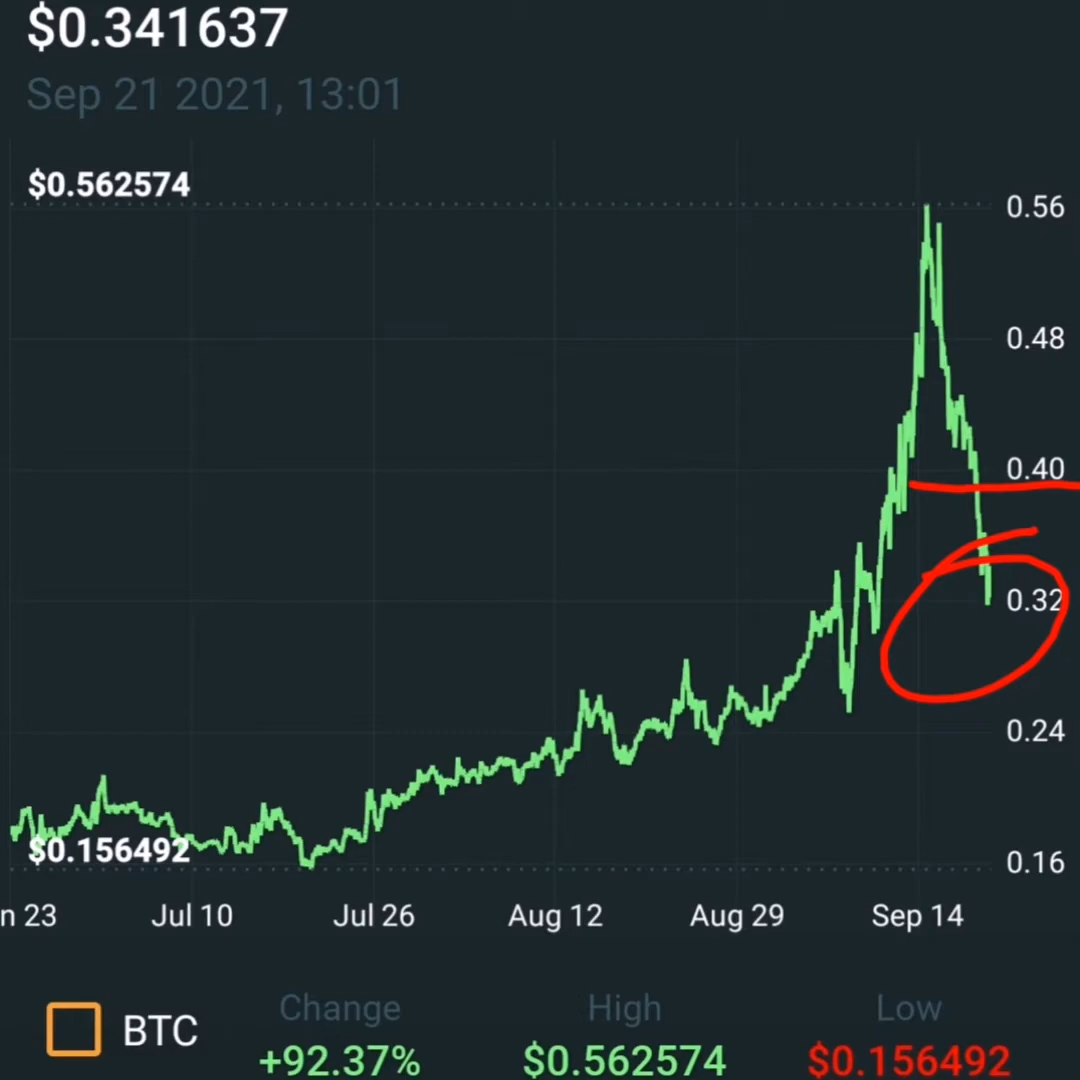 $0.341637
Sep 21 2021, 13:01
$0.562574
0.56
0.48
0.40
0.32
0.24
$0.156492
0.16
n 23 Jul 10 Jul 26 Aug 12 Aug 29 Sep 14
BTC
Change High Low
+92.37% $0.562574 $0.156492